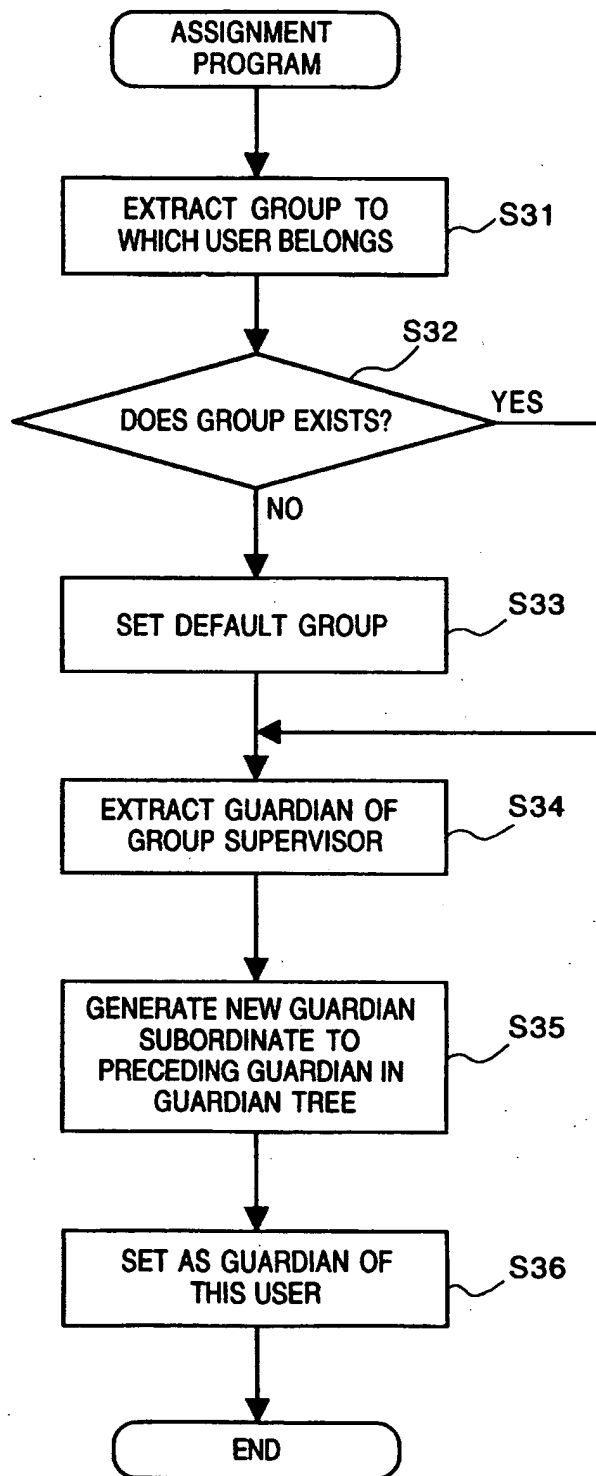 ASSIGNMENT
PROGRAM
EXTRACT GROUP TO
WHICH USER BELONGS
S31
S32
DOES GROUP EXISTS?
YES
NO
SET DEFAULT GROUP
S33
EXTRACT GUARDIAN OF
GROUP SUPERVISOR
S34
GENERATE NEW GUARDIAN
SUBORDINATE TO
PRECEDING GUARDIAN IN
GUARDIAN TREE
S35
SET AS GUARDIAN OF
THIS USER
S36
END